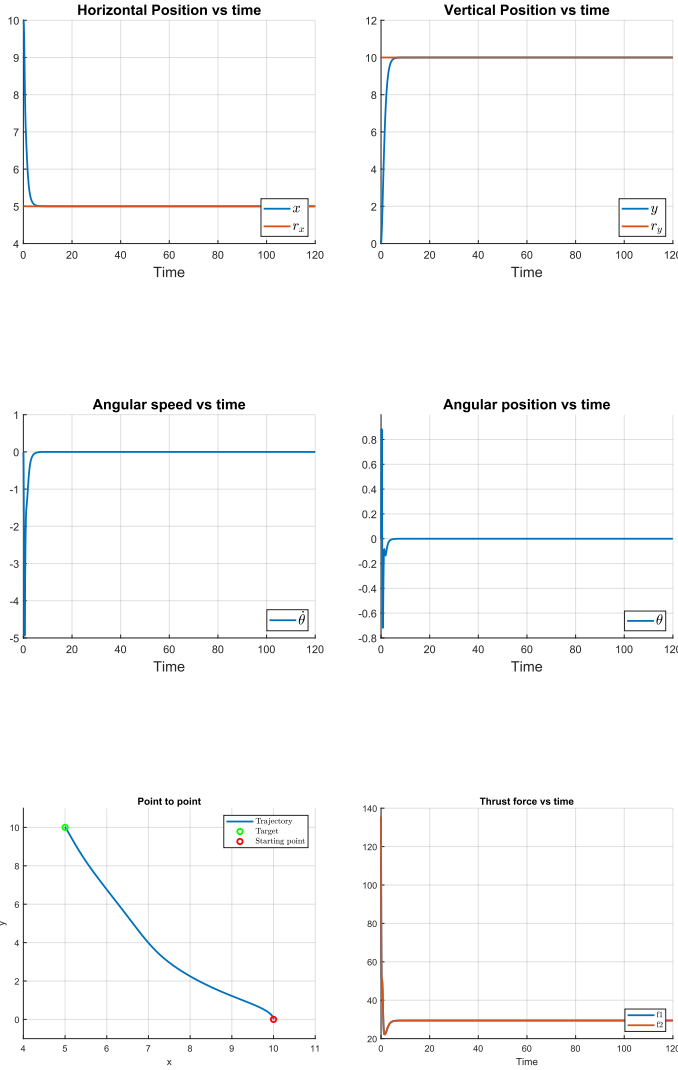 Horizontal Position vs time
10
9
8
7
6
5
4
x
r_x
0 20 40 60 80 100 120
Time
Vertical Position vs time
12
10
8
6
4
2
0
y
r_y
0 20 40 60 80 100 120
Time
Angular speed vs time
1
0
-1
-2
-3
-4
-5
θ̇
0 20 40 60 80 100 120
Time
Angular position vs time
0.8
0.6
0.4
0.2
0
-0.2
-0.4
-0.6
-0.8
θ
0 20 40 60 80 100 120
Time
Point to point
Trajectory
Target
Starting point
10
8
6
4
2
0
y
4 5 6 7 8 9 10 11
x
Thrust force vs time
140
120
100
80
60
40
20
f1
f2
0 20 40 60 80 100 120
Time